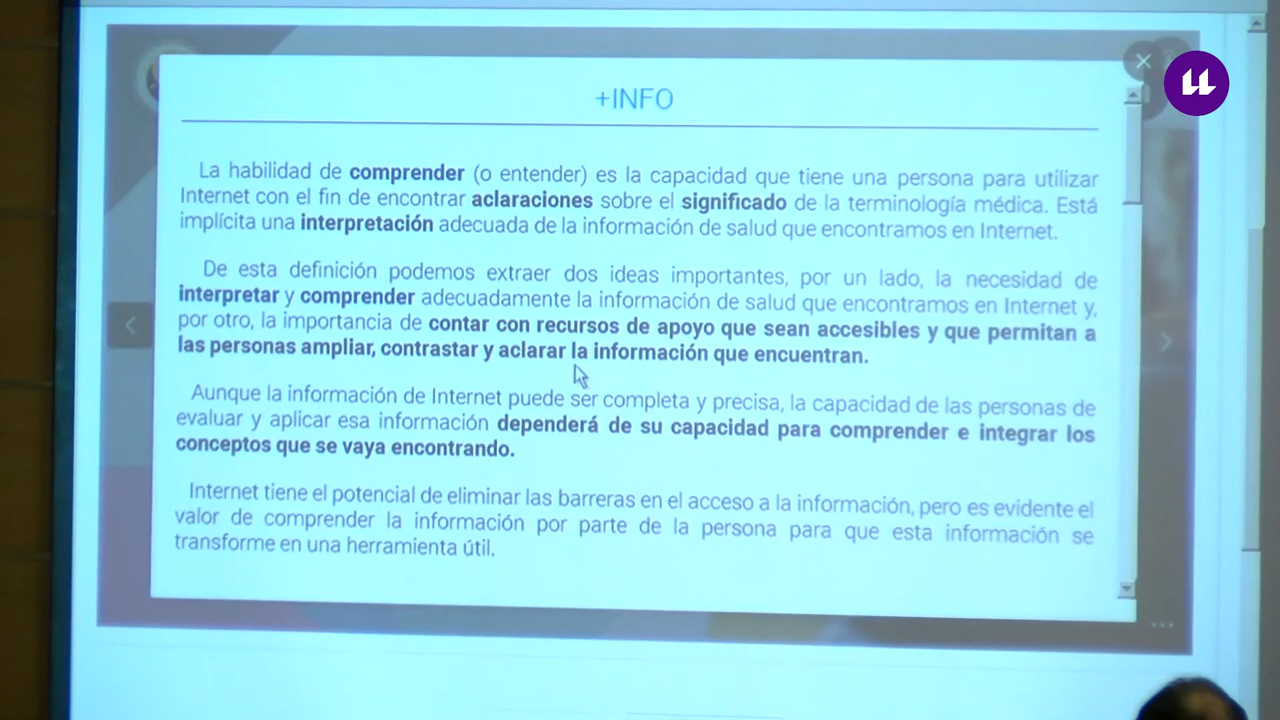 +INFO
La habilidad de comprender (o entender) es la capacidad que tiene una persona para utilizar
Internet con el fin de encontrar aclaraciones sobre el significado de la terminología médica. Está
implícita una interpretación adecuada de la información de salud que encontramos en Internet.
De esta definición podemos extraer dos ideas importantes, por un lado, la necesidad de
interpretar y comprender adecuadamente la información de salud que encontramos en Internet y,
por otro, la importancia de contar con recursos de apoyo que sean accesibles y que permitan a
las personas ampliar, contrastar y aclarar la información que encuentran.
Aunque la información de Internet puede ser completa y precisa, la capacidad de las personas de
evaluar y aplicar esa información dependerá de su capacidad para comprender e integrar los
conceptos que se vaya encontrando.
Internet tiene el potencial de eliminar las barreras en el acceso a la información, pero es evidente el
valor de comprender la información por parte de la persona para que esta información se
transforme en una herramienta útil.